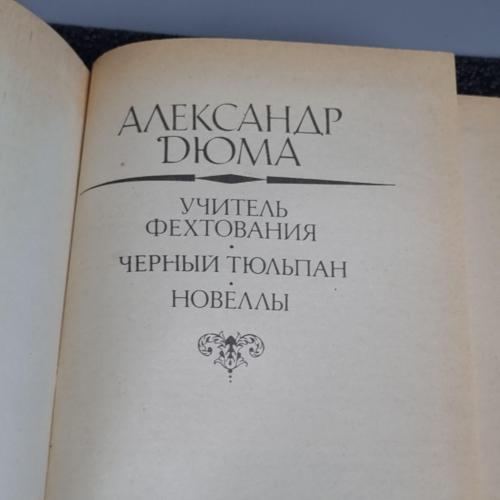 АЛЕКСАНДР
ДЮМА
УЧИТЕЛЬ
ФЕХТОВАНИЯ
•
ЧЕРНЫЙ ТЮЛЬПАН
•
НОВЕЛЛЫ